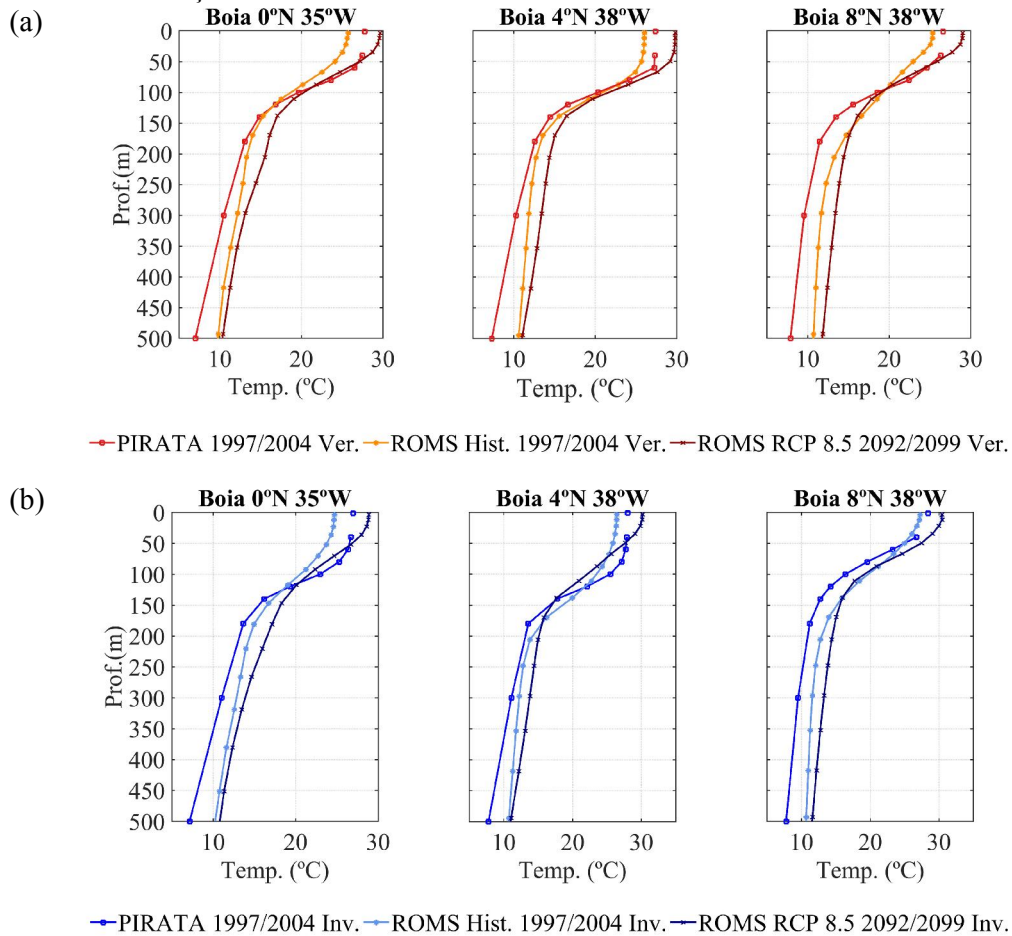 (a)
Boia 0ºN 35ºW
Boia 4ºN 38ºW
Boia 8ºN 38ºW
Prof.(m)
0
50
100
150
200
250
300
350
400
450
500
10 20 30
10 20 30
10 20 30
Temp. (ºC)
Temp. (ºC)
Temp. (ºC)
PIRATA 1997/2004 Ver. ROMS Hist. 1997/2004 Ver. ROMS RCP 8.5 2092/2099 Ver.
(b)
Boia 0ºN 35ºW
Boia 4ºN 38ºW
Boia 8ºN 38ºW
Prof.(m)
0
50
100
150
200
250
300
350
400
450
500
10 20 30
10 20 30
10 20 30
Temp. (ºC)
Temp. (ºC)
Temp. (ºC)
PIRATA 1997/2004 Inv. ROMS Hist. 1997/2004 Inv. ROMS RCP 8.5 2092/2099 Inv.